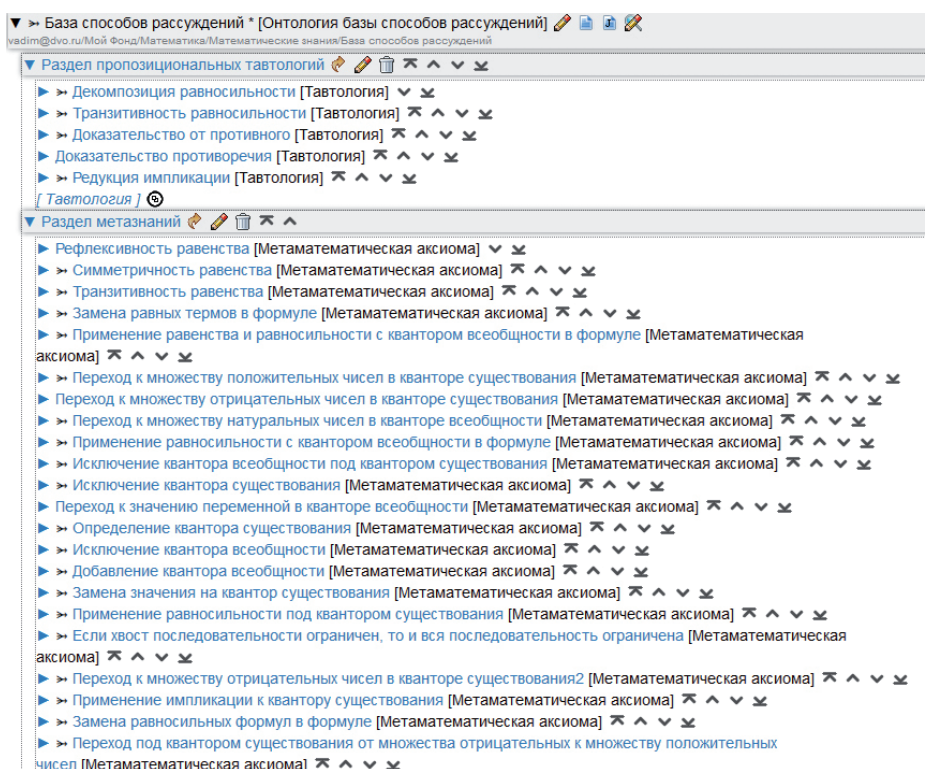 База способов рассуждений * [Онтология базы способов рассуждений]
vadim@dvo.ru/Мой Фонд/Математика/Математические знания/База способов рассуждений
Раздел пропозициональных тавтологий
Декомпозиция равносильности [Тавтология]
Транзитивность равносильности [Тавтология]
Доказательство от противного [Тавтология]
Доказательство противоречия [Тавтология]
Редукция импликации [Тавтология]
[ Тавтология ]
Раздел метазнаний
Рефлексивность равенства [Метаматематическая аксиома]
Симметричность равенства [Метаматематическая аксиома]
Транзитивность равенства [Метаматематическая аксиома]
Замена равных термов в формуле [Метаматематическая аксиома]
Применение равенства и равносильности с квантором всеобщности в формуле [Метаматематическая
аксиома]
Переход к множеству положительных чисел в кванторе существования [Метаматематическая аксиома]
Переход к множеству отрицательных чисел в кванторе существования [Метаматематическая аксиома]
Переход к множеству натуральных чисел в кванторе всеобщности [Метаматематическая аксиома]
Применение равносильности с квантором всеобщности в формуле [Метаматематическая аксиома]
Исключение квантора всеобщности под квантором существования [Метаматематическая аксиома]
Исключение квантора существования [Метаматематическая аксиома]
Переход к значению переменной в кванторе всеобщности [Метаматематическая аксиома]
Определение квантора существования [Метаматематическая аксиома]
Исключение квантора всеобщности [Метаматематическая аксиома]
Добавление квантора всеобщности [Метаматематическая аксиома]
Замена значения на квантор существования [Метаматематическая аксиома]
Применение равносильности под квантором существования [Метаматематическая аксиома]
Если хвост последовательности ограничен, то и вся последовательность ограничена [Метаматематическая
аксиома]
Переход к множеству отрицательных чисел в кванторе существования2 [Метаматематическая аксиома]
Применение импликации к квантору существования [Метаматематическая аксиома]
Замена равносильных формул в формуле [Метаматематическая аксиома]
Переход под квантором существования от множества отрицательных к множеству положительных
чисел [Метаматематическая аксиома]